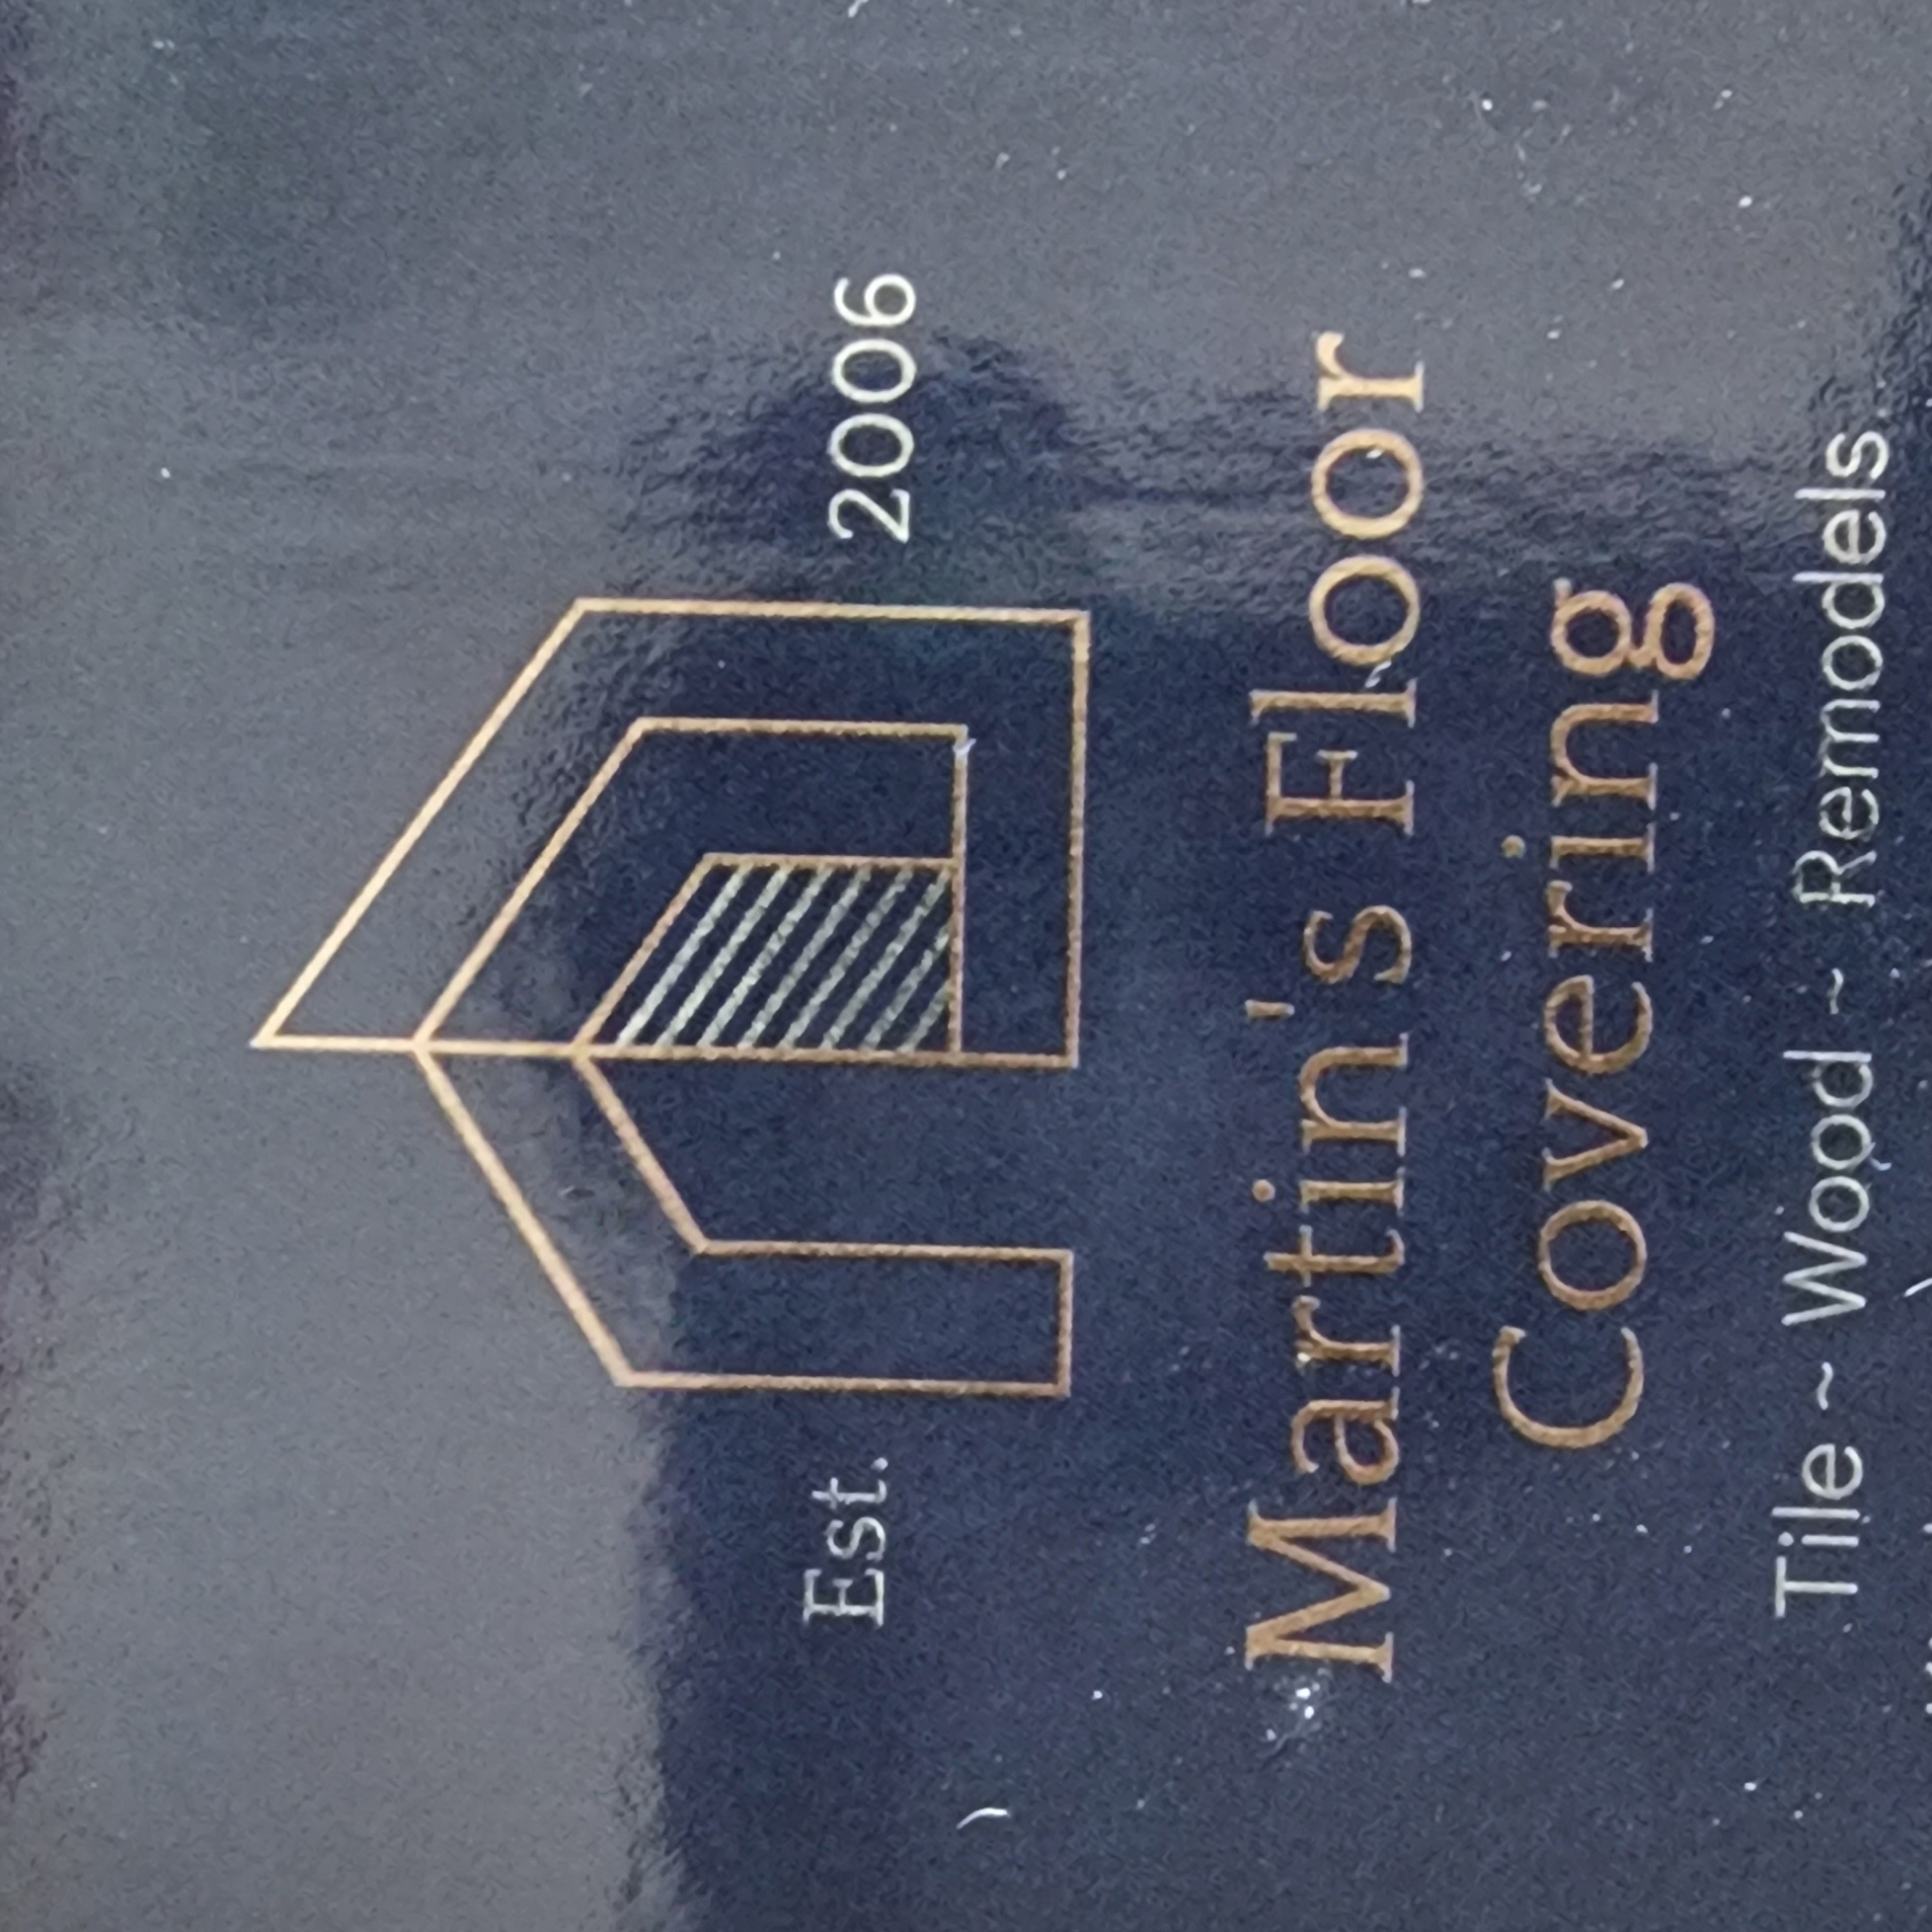 Est. 2006
Martin's Floor
Covering
Tile ~ Wood ~ Remodels